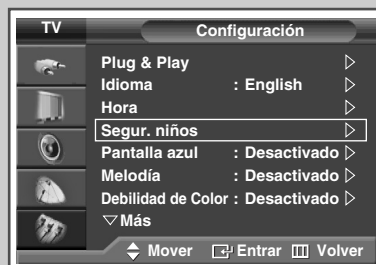 TV Configuración
Plug & Play
Idioma : English
Hora
Segur. niños
Pantalla azul : Desactivado
Melodía : Desactivado
Debilidad de Color : Desactivado
Más
Mover Entrar Volver